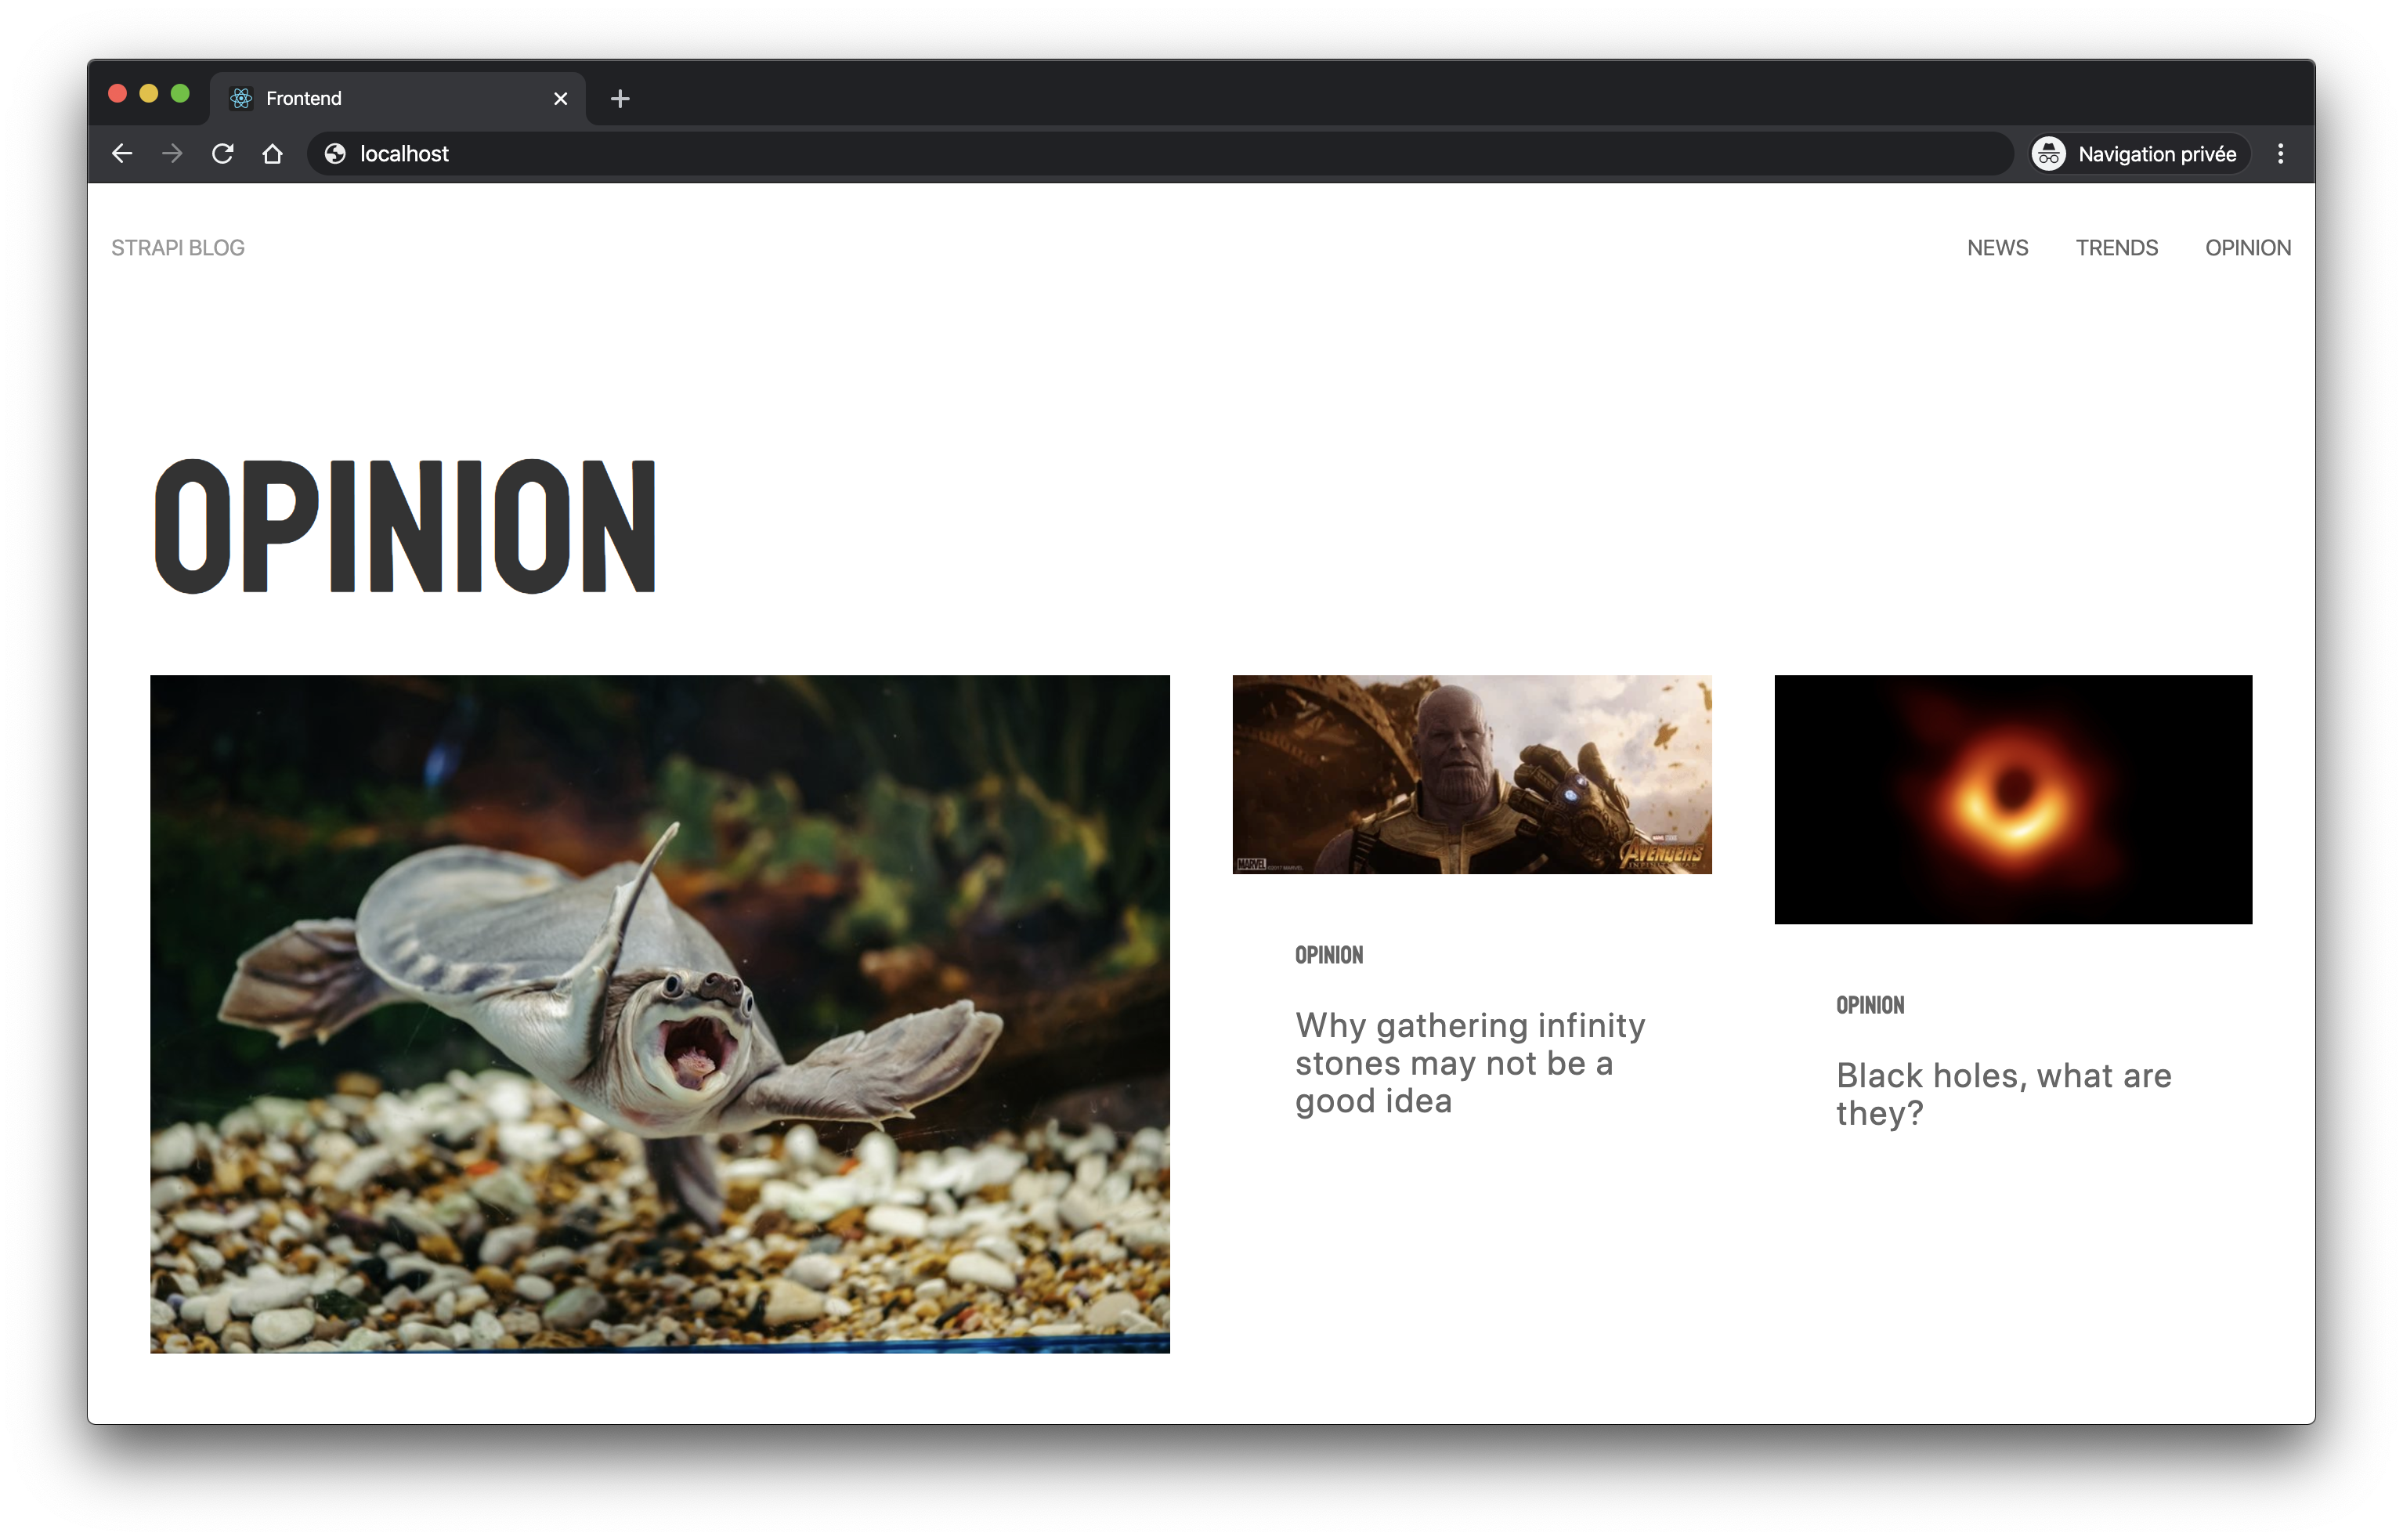 Frontend
localhost
Navigation privée
STRAPI BLOG
NEWS TRENDS OPINION
OPINION
MARVEL
AVENGERS
OPINION
Why gathering infinity
stones may not be a
good idea
OPINION
Black holes, what are
they?